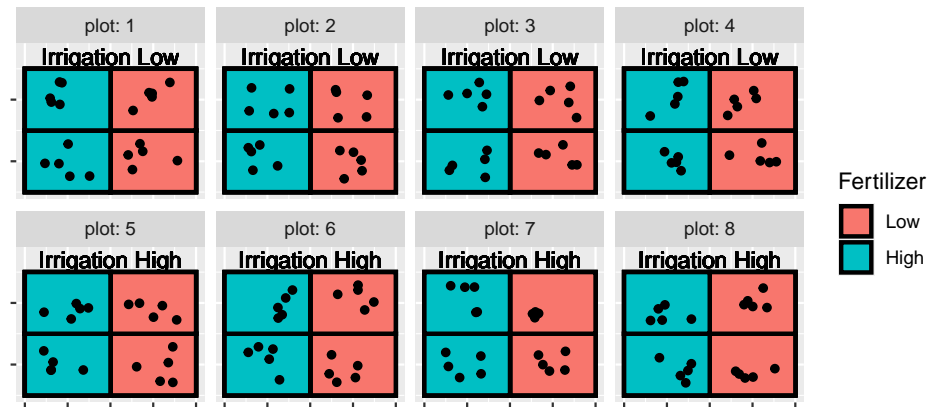 plot: 1
plot: 2
plot: 3
plot: 4
Irrigation Low
Irrigation Low
Irrigation Low
Irrigation Low
Fertilizer
Low
High
plot: 5
plot: 6
plot: 7
plot: 8
Irrigation High
Irrigation High
Irrigation High
Irrigation High